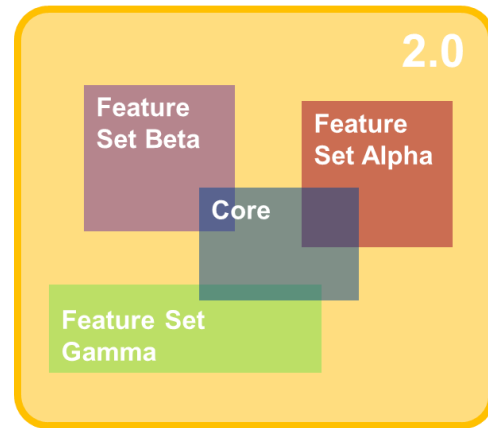 2.0
Feature
Set Beta
Feature
Set Alpha
Core
Feature Set
Gamma